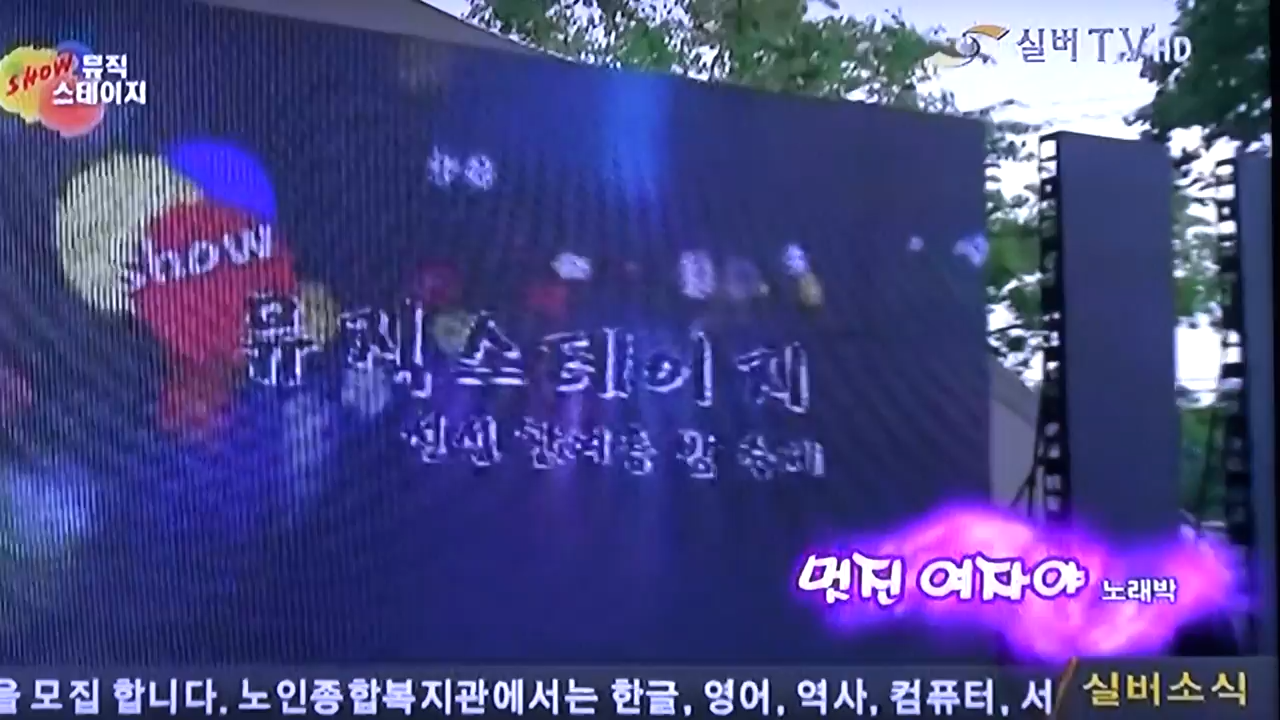 SHOW 뮤직
스테이지
실버TV HD
show
뮤직스테이지
멋진 여자야 노래박
을 모집 합니다. 노인종합복지관에서는 한글, 영어, 역사, 컴퓨터, 서
실버소식